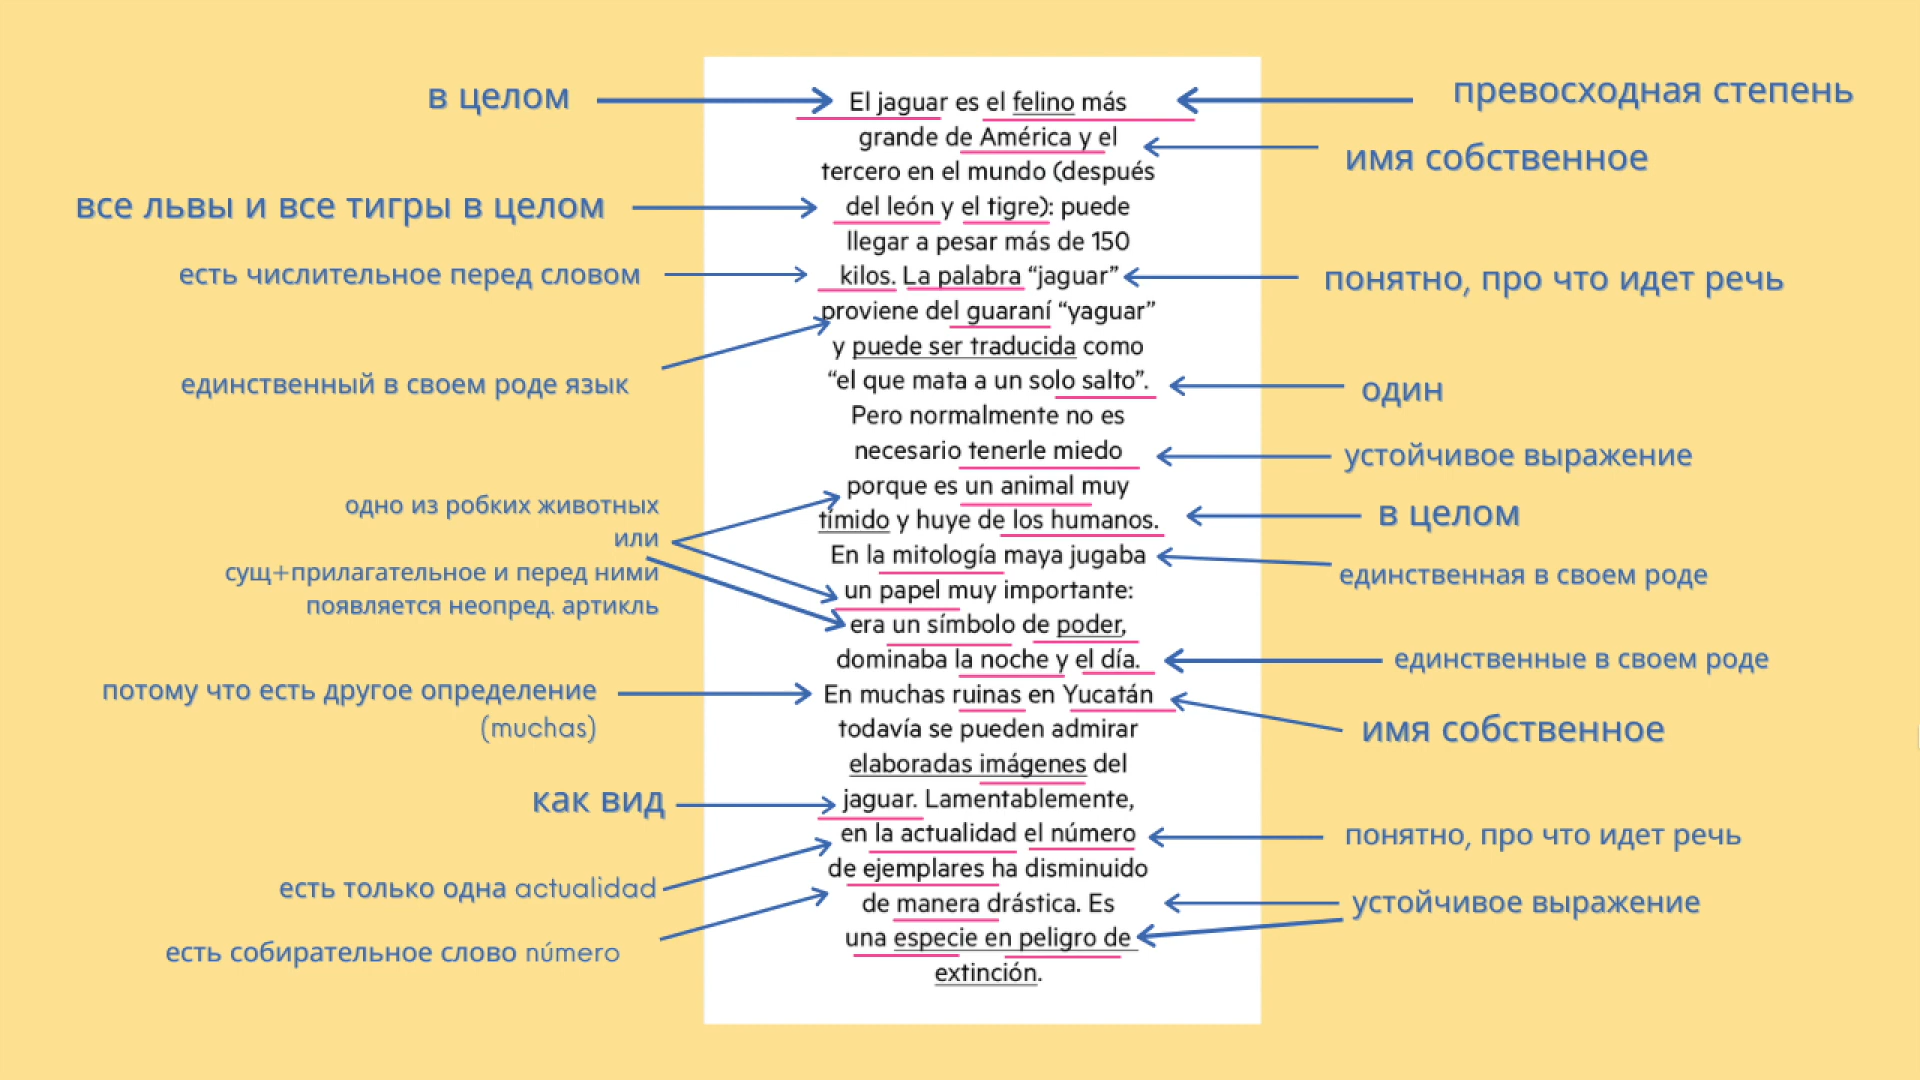 в целом
все львы и все тигры в целом
есть числительное перед словом
единственный в своем роде язык
одно из робких животных
или
сущ+прилагательное и перед ними
появляется неопред. артикль
потому что есть другое определение
(muchas)
как вид
есть только одна actualidad
есть собирательное слово número
El jaguar es el felino más
grande de América y el
tercero en el mundo (después
del león y el tigre): puede
llegar a pesar más de 150
kilos. La palabra “jaguar”
proviene del guaraní “yaguar”
y puede ser traducida como
“el que mata a un solo salto”.
Pero normalmente no es
necesario tenerle miedo
porque es un animal muy
tímido y huye de los humanos.
En la mitología maya jugaba
un papel muy importante:
era un símbolo de poder,
dominaba la noche y el día.
En muchas ruinas en Yucatán
todavía se pueden admirar
elaboradas imágenes del
jaguar. Lamentablemente,
en la actualidad el número
de ejemplares ha disminuido
de manera drástica. Es
una especie en peligro de
extinción.
превосходная степень
имя собственное
понятно, про что идет речь
один
устойчивое выражение
в целом
единственная в своем роде
единственные в своем роде
имя собственное
понятно, про что идет речь
устойчивое выражение